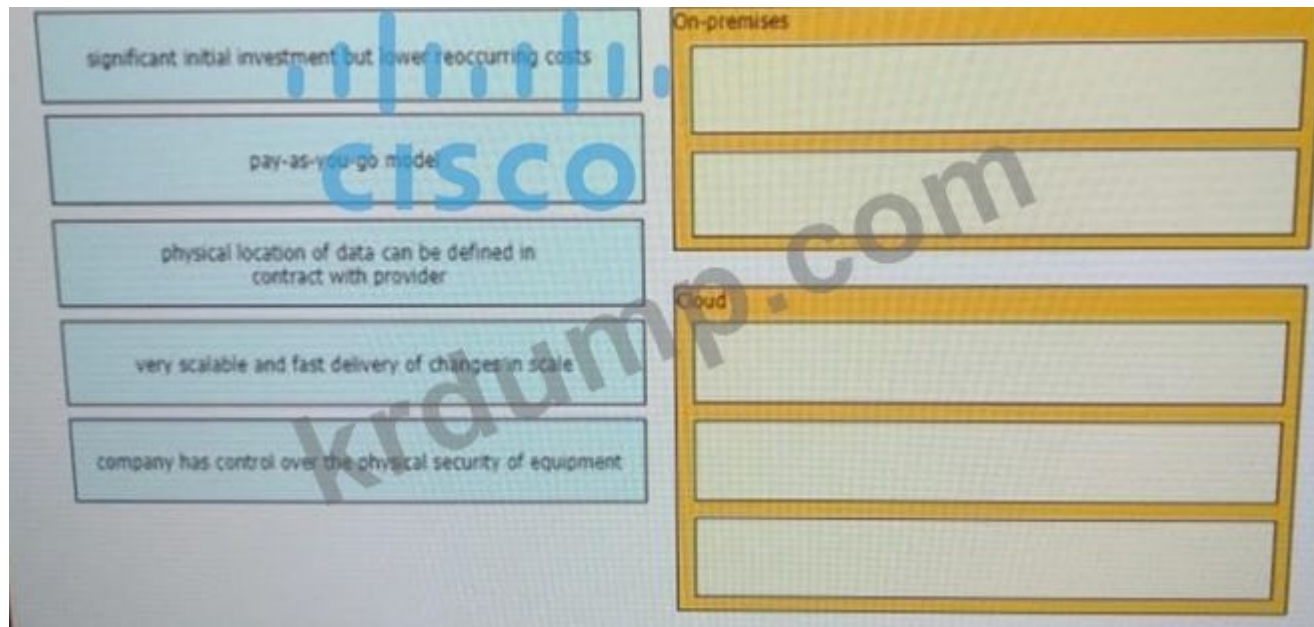 significant initial investment but lower reoccurring costs
pay-as-you-go model
physical location of data can be defined in
contract with provider
very scalable and fast delivery of changes in scale
company has control over the physical security of equipment
CISCO
krdump.com
On-premises
Cloud